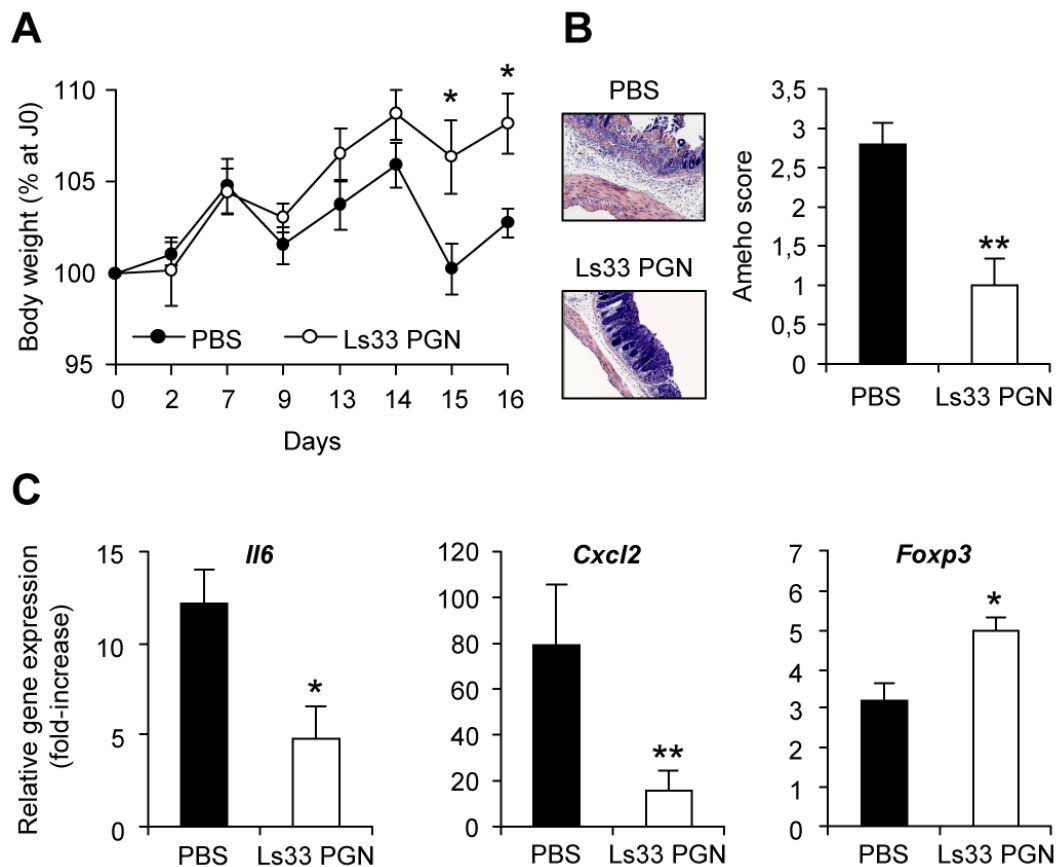 A
Body weight (% at J0)
110
105
100
95
*
*
PBS
Ls33 PGN
0 2 7 9 13 14 15 16
Days
B
PBS
Ls33 PGN
Ameho score
3,5
3
2,5
2
1,5
1
0,5
0
**
PBS Ls33 PGN
C
Relative gene expression
(fold-increase)
Il6
15
10
5
0
*
PBS Ls33 PGN
Cxcl2
120
100
80
60
40
20
0
**
PBS Ls33 PGN
Foxp3
7
6
5
4
3
2
1
0
*
PBS Ls33 PGN